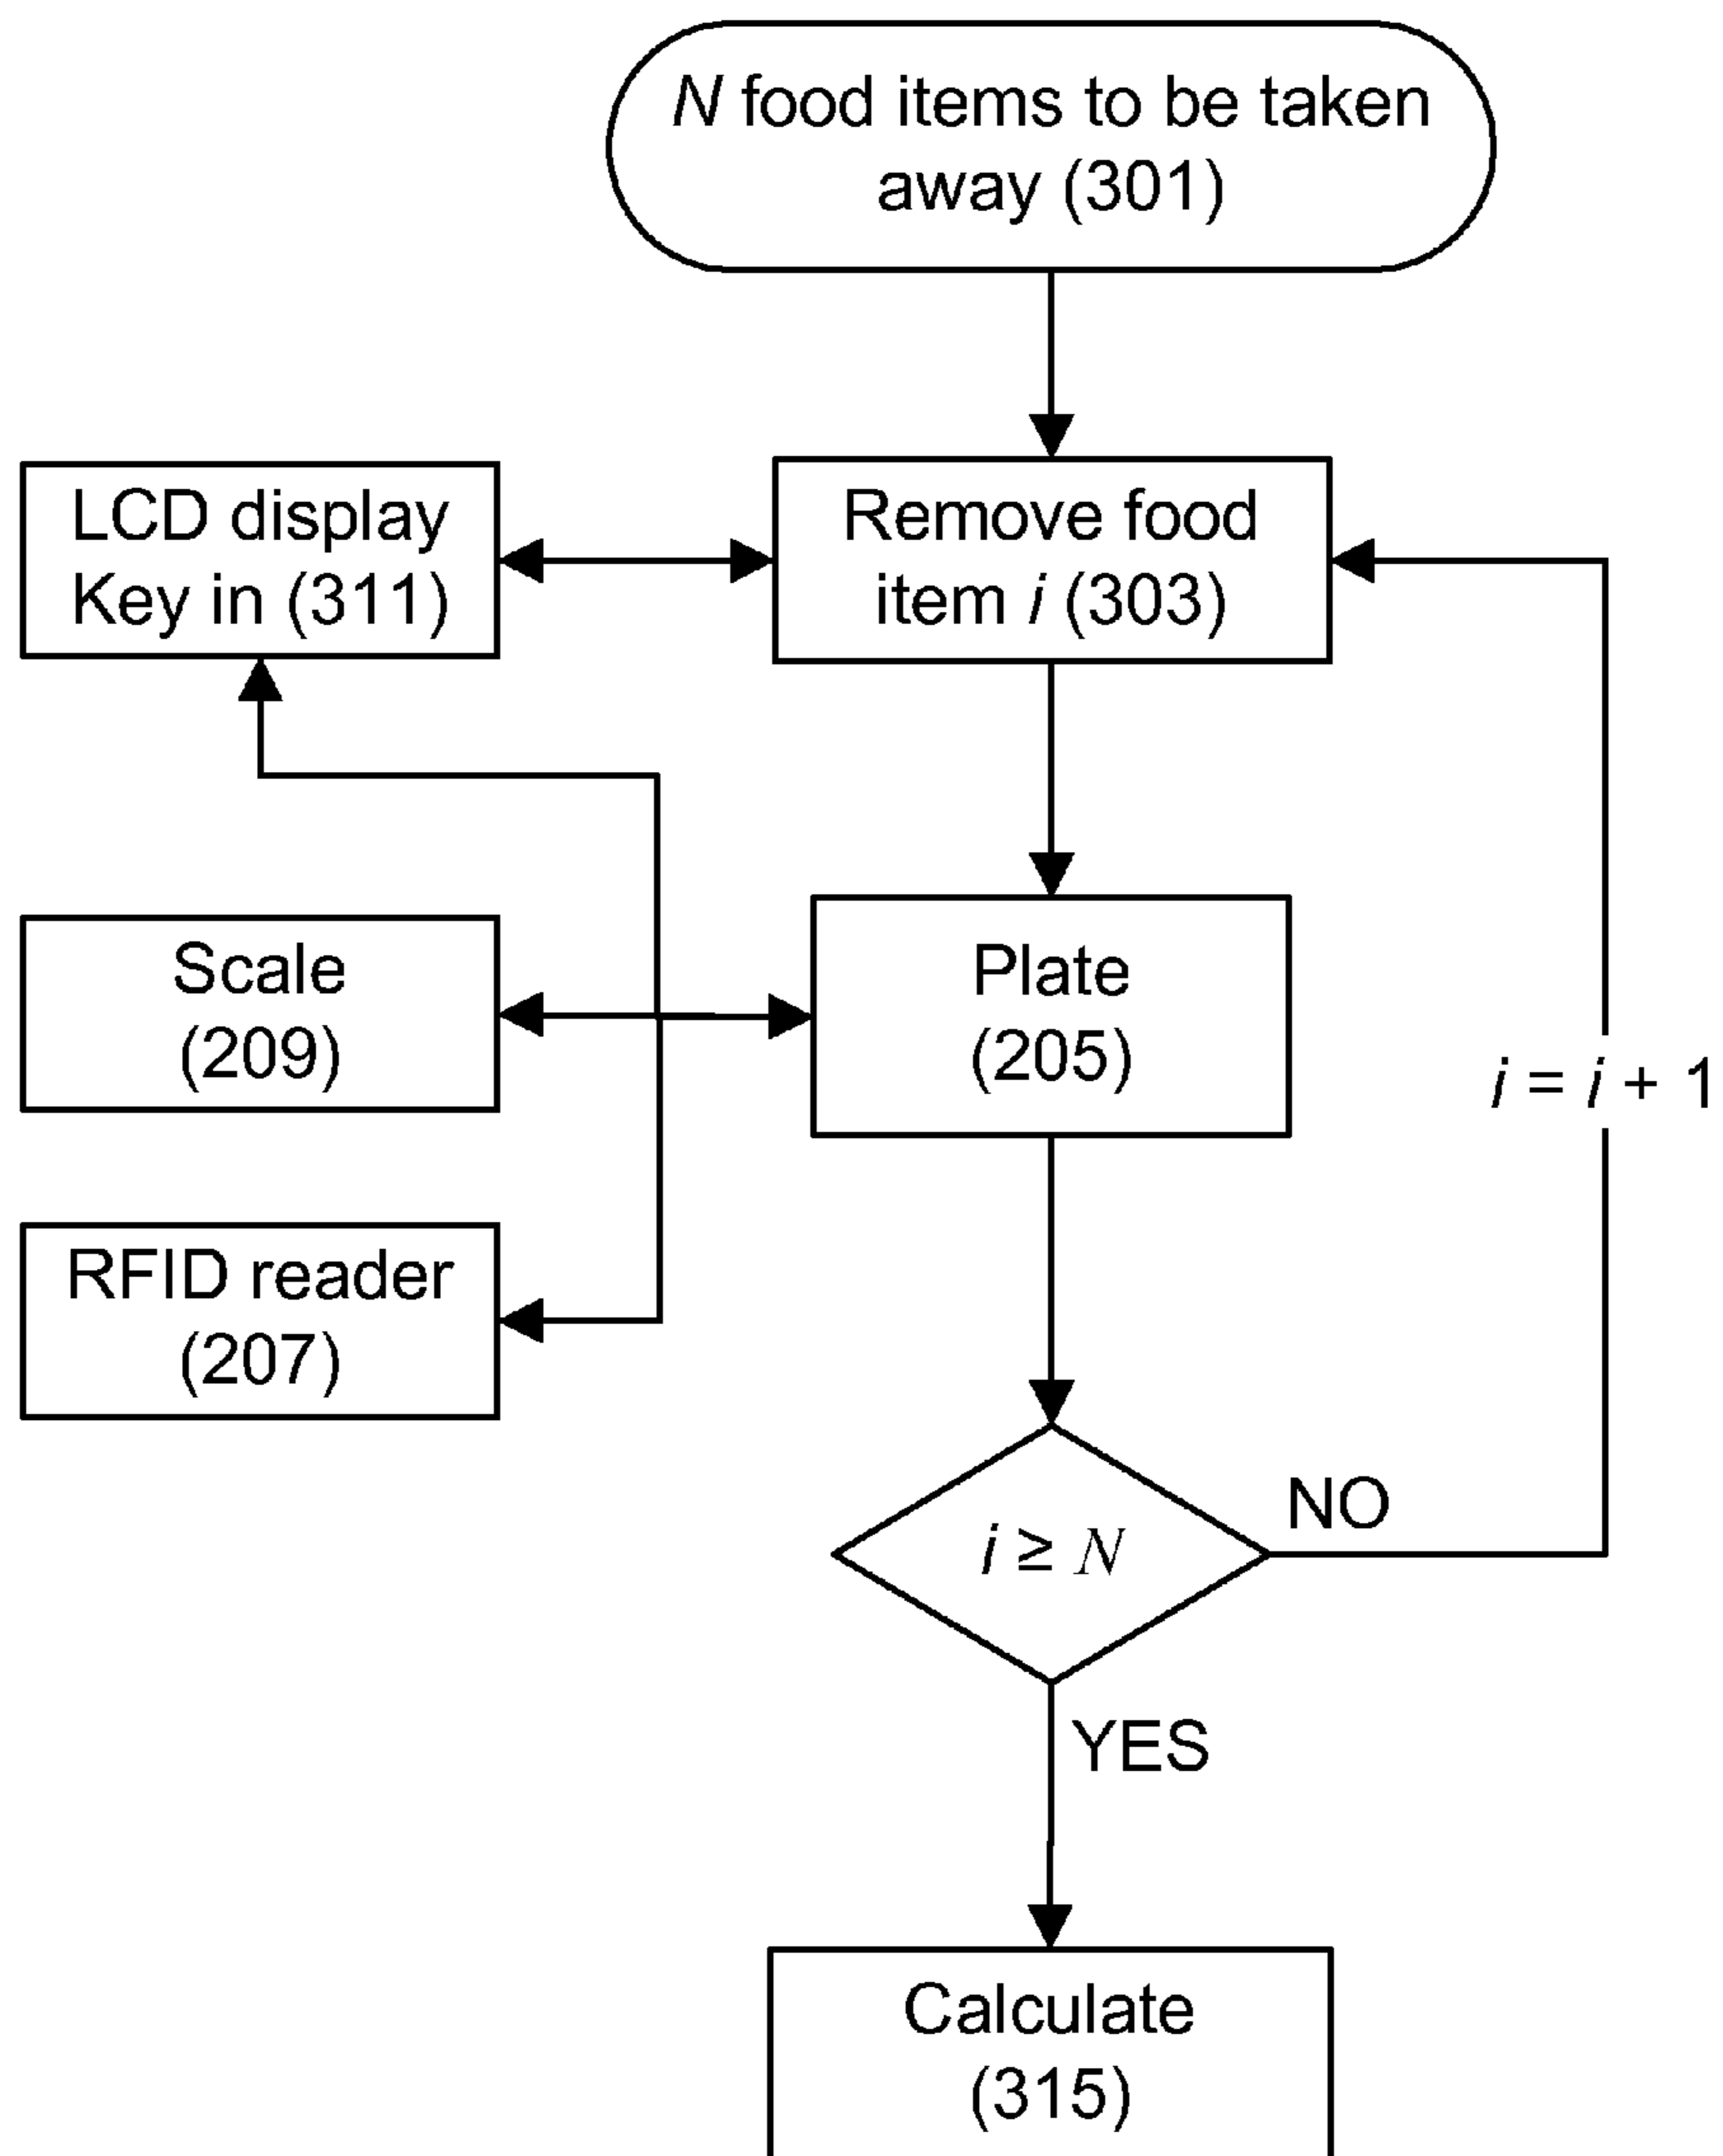 N food items to be taken
away (301)
LCD display
Key in (311)
Remove food
item i (303)
Scale
(209)
Plate
(205)
i = i + 1
RFID reader
(207)
i ≥ N
NO
YES
Calculate
(315)